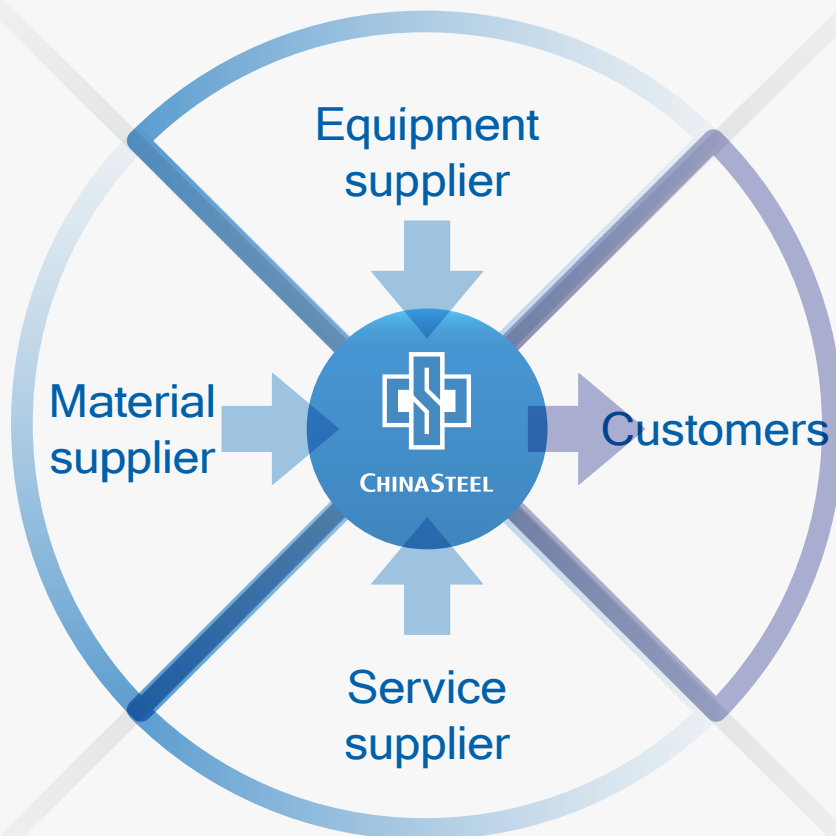 Equipment
supplier
Material
supplier
CHINASTEEL
Customers
Service
supplier